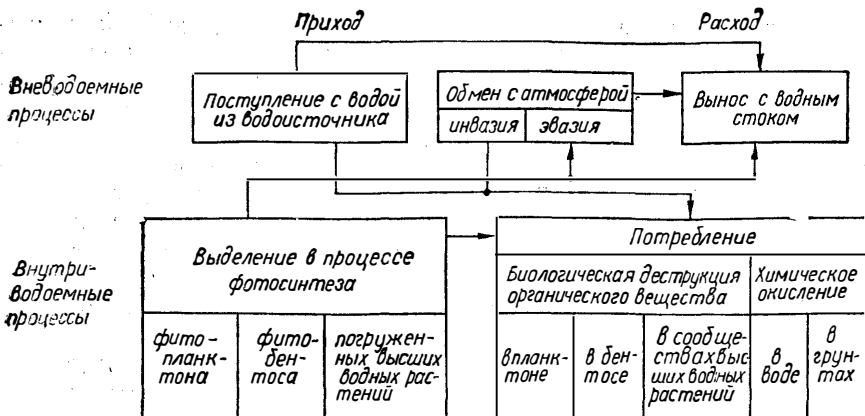 Приход
Расход
Вневодоемные
процессы
Поступление с водой
из водоисточника
Обмен с атмосферой
инвазия
эвазия
Вынос с водным
стоком
Внутри-
водоемные
процессы
Выделение в процессе
фотосинтеза
фито-
планк-
тона
фито-
бен-
тоса
погружен-
ных высших
водных рас-
тений
Потребление
Биологическая деструкция
органического вещества
Химическое
окисление
в планк-
тоне
в бен-
тосе
в сообще-
ствах выс-
ших водных
растений
в
воде
в
грун-
тах